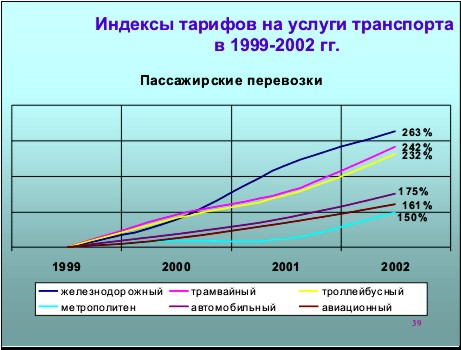 Индексы тарифов на услуги транспорта
в 1999-2002 гг.
Пассажирские перевозки
263%
242%
232%
175%
161%
150%
1999 2000 2001 2002
железнодорожный трамвайный троллейбусный
метрополитен автомобильный авиационный
39